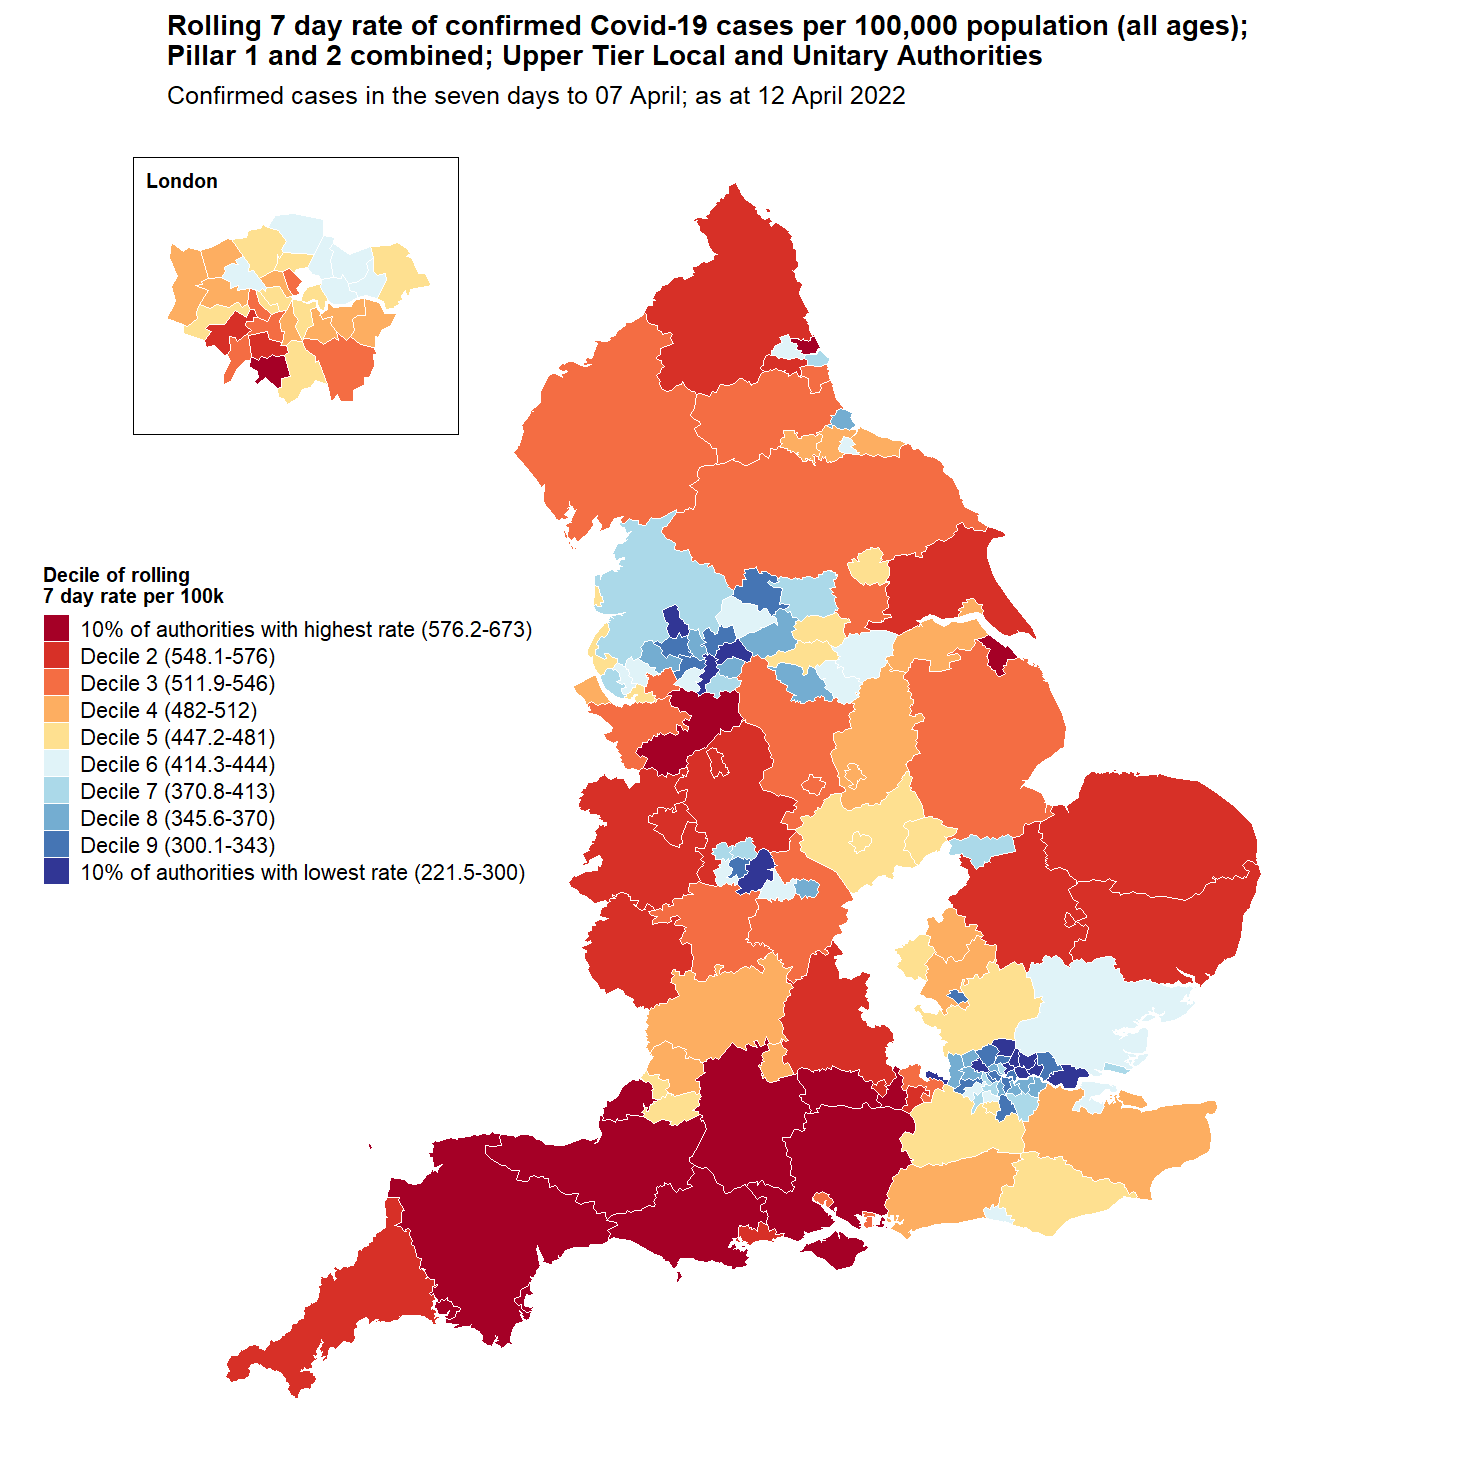 Rolling 7 day rate of confirmed Covid-19 cases per 100,000 population (all ages);
Pillar 1 and 2 combined; Upper Tier Local and Unitary Authorities
Confirmed cases in the seven days to 07 April; as at 12 April 2022
London
Decile of rolling
7 day rate per 100k
10% of authorities with highest rate (576.2-673)
Decile 2 (548.1-576)
Decile 3 (511.9-546)
Decile 4 (482-512)
Decile 5 (447.2-481)
Decile 6 (414.3-444)
Decile 7 (370.8-413)
Decile 8 (345.6-370)
Decile 9 (300.1-343)
10% of authorities with lowest rate (221.5-300)